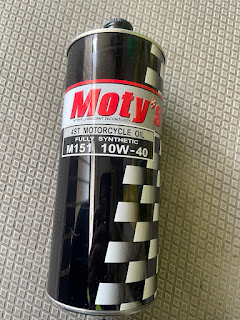 Moty's
4ST MOTORCYCLE OIL
FULLY SYNTHETIC
M151 10W-40